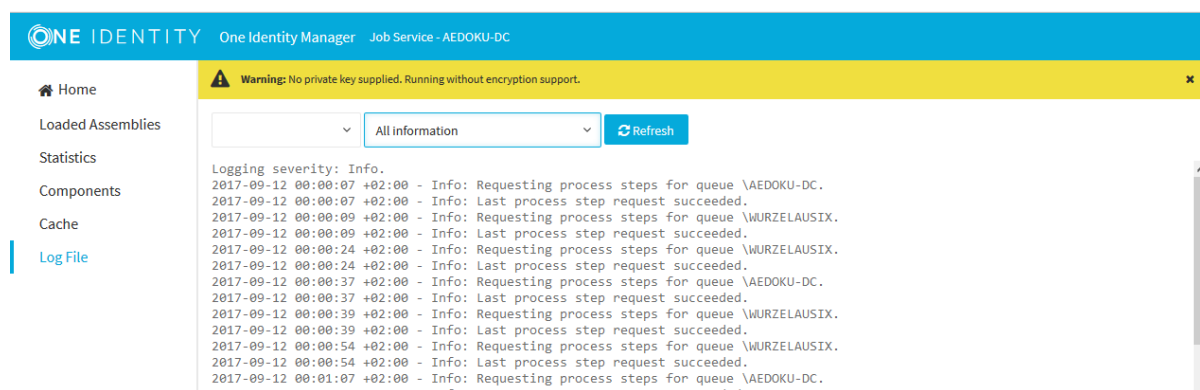 ONE IDENTITY One Identity Manager Job Service - AEDOKU-DC
Home
Loaded Assemblies
Statistics
Components
Cache
Log File
Warning: No private key supplied. Running without encryption support.
All information
Refresh
Logging severity: Info.
2017-09-12 00:00:07 +02:00 - Info: Requesting process steps for queue \AEDOKU-DC.
2017-09-12 00:00:07 +02:00 - Info: Last process step request succeeded.
2017-09-12 00:00:09 +02:00 - Info: Requesting process steps for queue \WURZELAUSIX.
2017-09-12 00:00:09 +02:00 - Info: Last process step request succeeded.
2017-09-12 00:00:24 +02:00 - Info: Requesting process steps for queue \WURZELAUSIX.
2017-09-12 00:00:24 +02:00 - Info: Last process step request succeeded.
2017-09-12 00:00:37 +02:00 - Info: Requesting process steps for queue \AEDOKU-DC.
2017-09-12 00:00:37 +02:00 - Info: Last process step request succeeded.
2017-09-12 00:00:39 +02:00 - Info: Requesting process steps for queue \WURZELAUSIX.
2017-09-12 00:00:39 +02:00 - Info: Last process step request succeeded.
2017-09-12 00:00:54 +02:00 - Info: Requesting process steps for queue \WURZELAUSIX.
2017-09-12 00:00:54 +02:00 - Info: Last process step request succeeded.
2017-09-12 00:01:07 +02:00 - Info: Requesting process steps for queue \AEDOKU-DC.